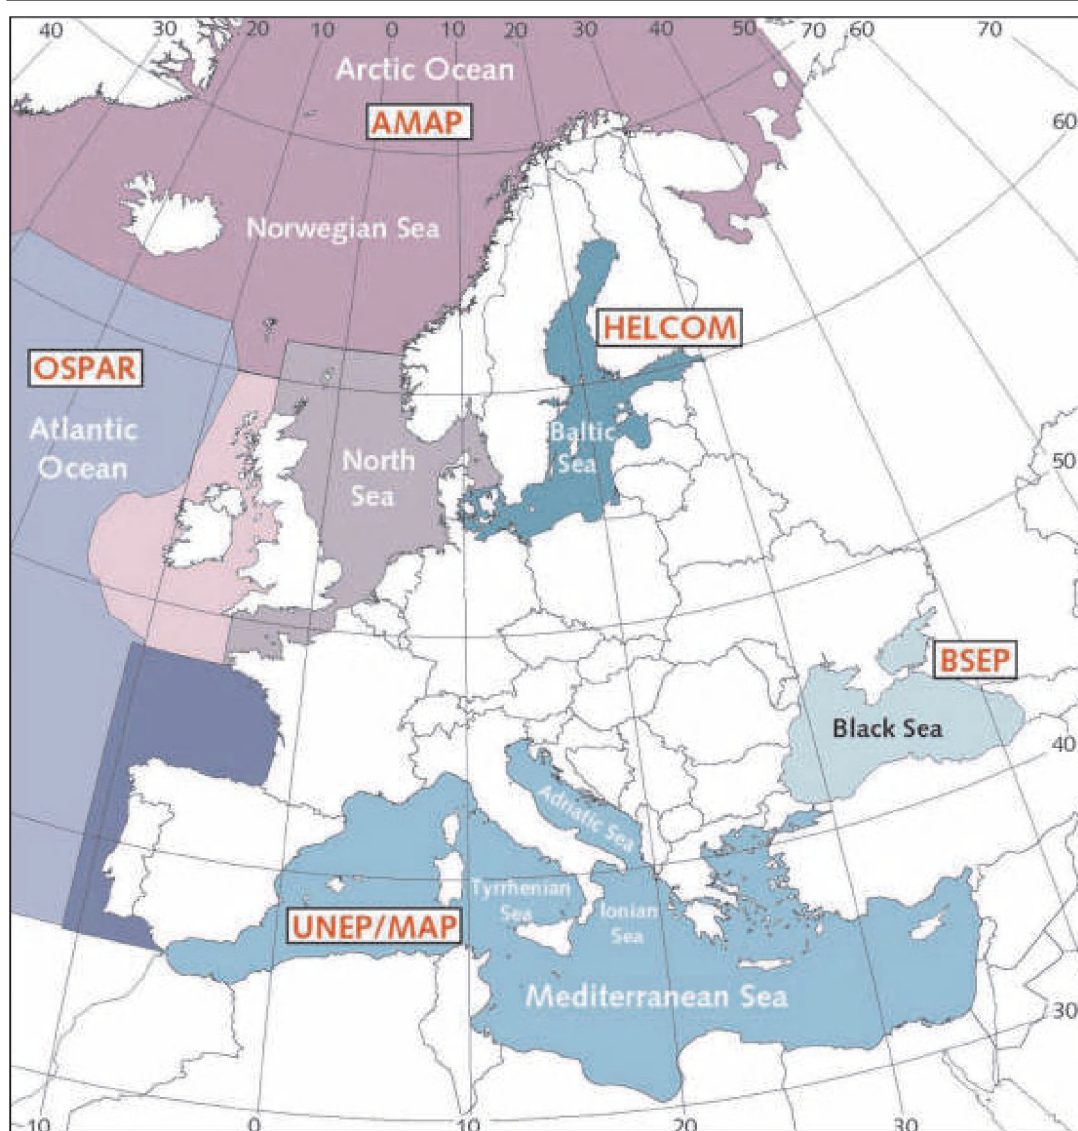 40 30 20 10 0 10 20 30 40 50 70 60 70
Arctic Ocean
AMAP
60
Norwegian Sea
HELCOM
OSPAR
Atlantic
Ocean
Baltic
Sea
North
Sea
50
BSEP
Black Sea
40
Adriatic Sea
Tyrrhenian
Sea
Ionian
Sea
UNEP/MAP
Mediterranean Sea
30
10 0 10 20 30